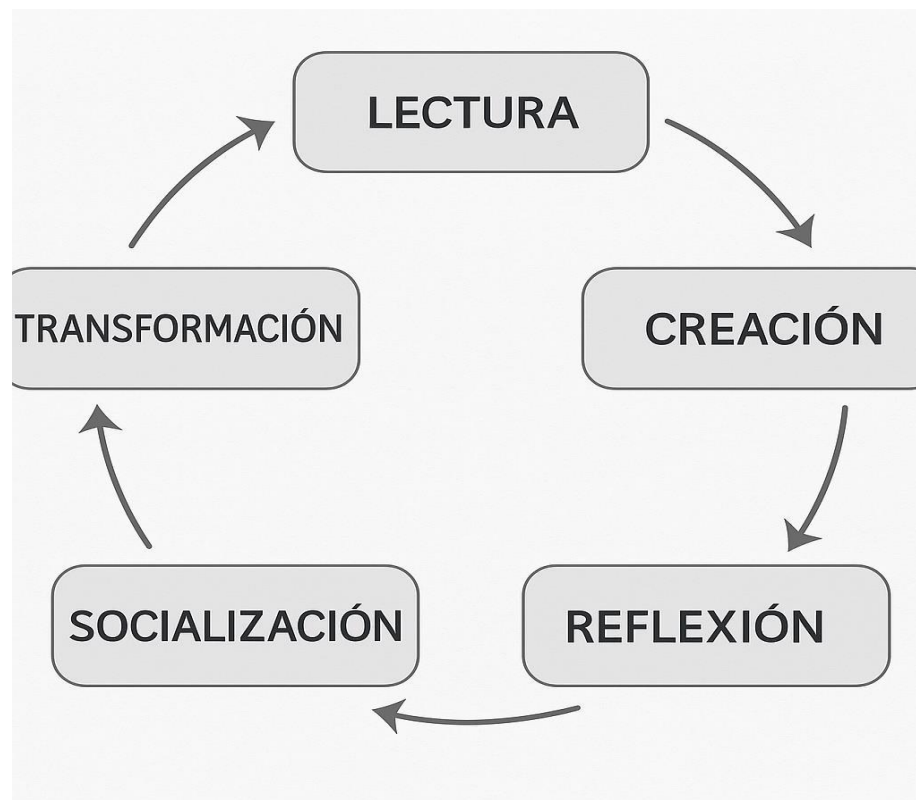 LECTURA
CREACIÓN
REFLEXIÓN
SOCIALIZACIÓN
TRANSFORMACIÓN